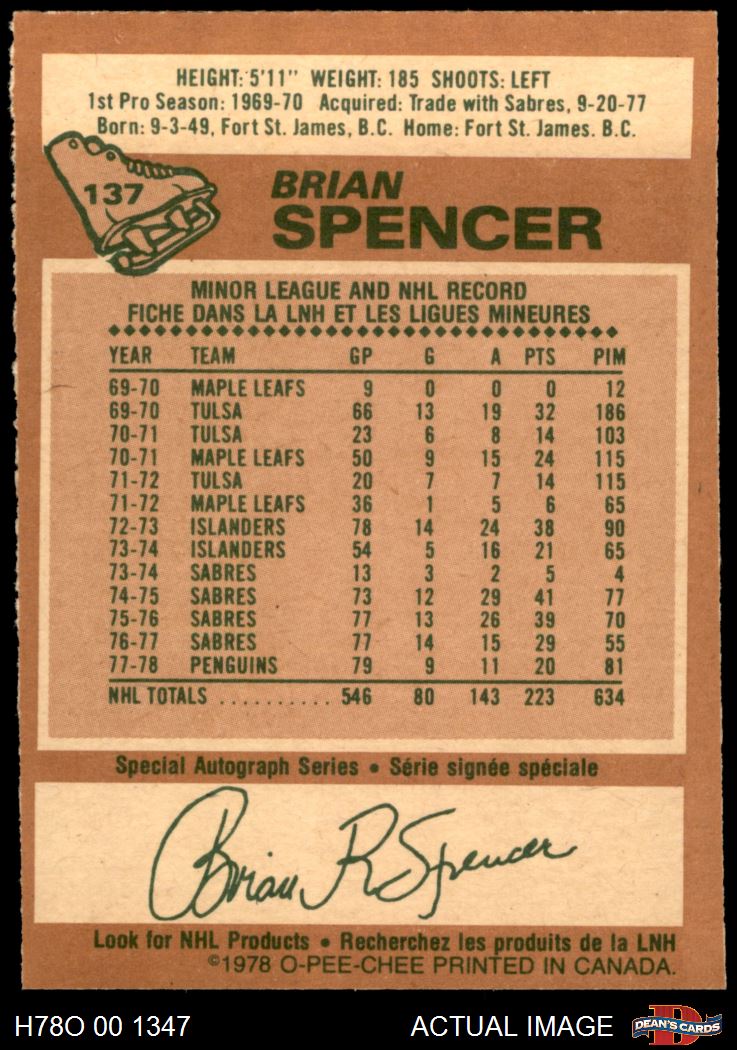 HEIGHT: 5'11" WEIGHT: 185 SHOOTS: LEFT
1st Pro Season: 1969-70 Acquired: Trade with Sabres, 9-20-77
Born: 9-3-49, Fort St. James, B.C. Home: Fort St. James. B.C.
137
BRIAN
SPENCER
MINOR LEAGUE AND NHL RECORD
FICHE DANS LA LNH ET LES LIGUES MINEURES
YEAR TEAM GP G A PTS PIM
69-70 MAPLE LEAFS 9 0 0 0 12
69-70 TULSA 66 13 19 32 186
70-71 TULSA 23 6 8 14 103
70-71 MAPLE LEAFS 50 9 15 24 115
71-72 TULSA 20 7 7 14 115
71-72 MAPLE LEAFS 36 1 5 6 65
72-73 ISLANDERS 78 14 24 38 90
73-74 ISLANDERS 54 5 16 21 65
73-74 SABRES 13 3 2 5 4
74-75 SABRES 73 12 29 41 77
75-76 SABRES 77 13 26 39 70
76-77 SABRES 77 14 15 29 55
77-78 PENGUINS 79 9 11 20 81
NHL TOTALS .......... 546 80 143 223 634
Special Autograph Series • Série signée spéciale
Brian R Spencer
Look for NHL Products • Recherchez les produits de la LNH
©1978 O-PEE-CHEE PRINTED IN CANADA.
H78O 00 1347 ACTUAL IMAGE D DEAN'S CARDS